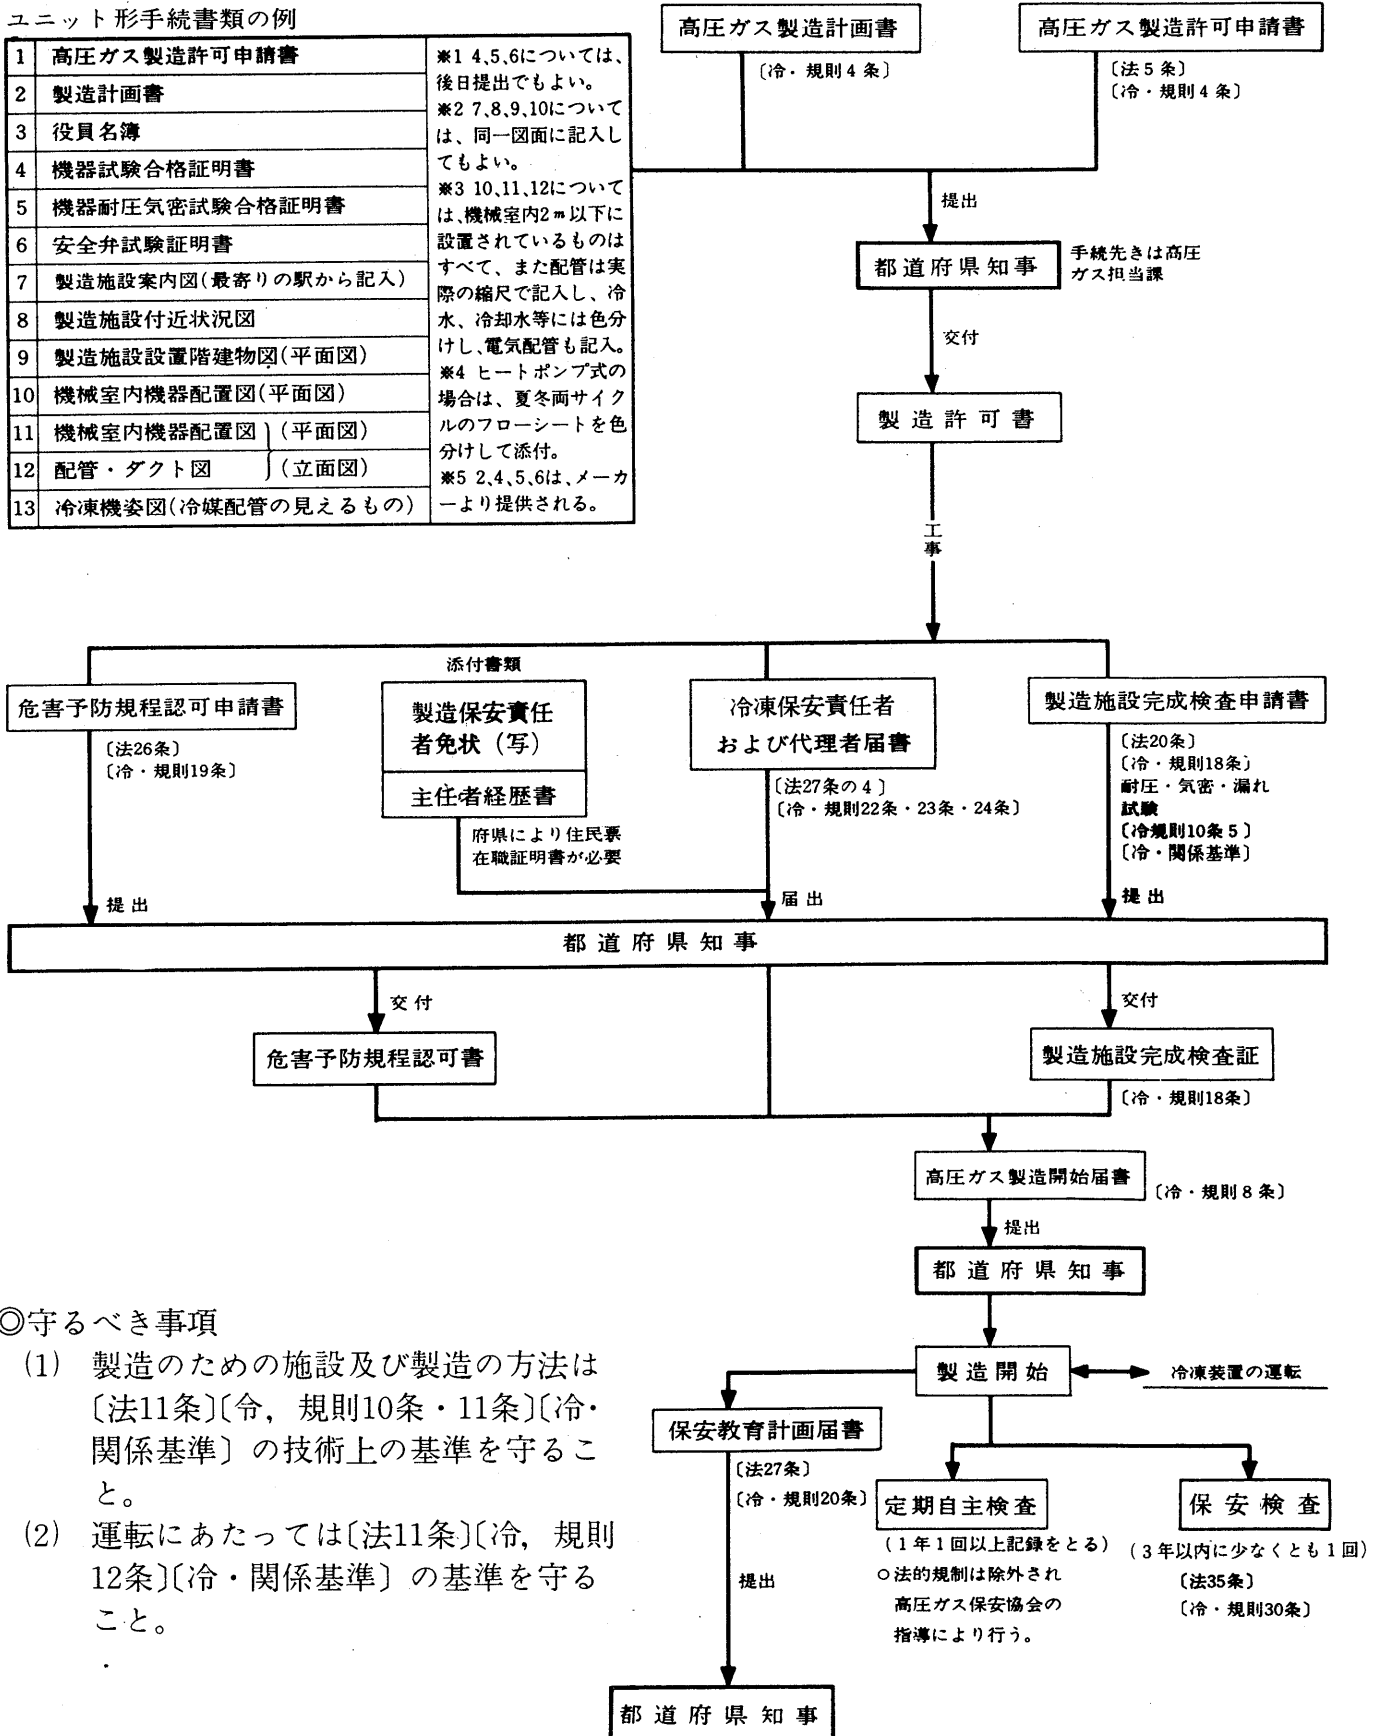 ユニット形手続書類の例
1 高圧ガス製造許可申請書
2 製造計画書
3 役員名簿
4 機器試験合格証明書
5 機器耐圧気密試験合格証明書
6 安全弁試験証明書
7 製造施設案内図(最寄りの駅から記入)
8 製造施設付近状況図
9 製造施設設置階建物図(平面図)
10 機械室内機器配置図(平面図)
11 機械室内機器配置図 (平面図)
12 配管・ダクト図 (立面図)
13 冷凍機姿図(冷媒配管の見えるもの)
※1 4,5,6については、
後日提出でもよい。
※2 7,8,9,10について
は、同一図面に記入し
てもよい。
※3 10,11,12について
は、機械室内2m以下に
設置されているものは
すべて、また配管は実
際の縮尺で記入し、冷
水、冷却水等には色分
けし、電気配管も記入。
※4 ヒートポンプ式の
場合は、夏冬両サイク
ルのフローシートを色
分けして添付。
※5 2,4,5,6は、メーカ
ーより提供される。
高圧ガス製造計画書
〔冷・規則4条〕
高圧ガス製造許可申請書
〔法5条〕
〔冷・規則4条〕
提出
都道府県知事
手続先きは高圧
ガス担当課
交付
製造許可書
工事
危害予防規程認可申請書
〔法26条〕
〔冷・規則19条〕
提出
添付書類
製造保安責任
者免状(写)
主任者経歴書
府県により住民票
在職証明書が必要
冷凍保安責任者
および代理者届書
〔法27条の4〕
〔冷・規則22条・23条・24条〕
届出
製造施設完成検査申請書
〔法20条〕
〔冷・規則18条〕
耐圧・気密・漏れ
試験
〔冷規則10条5〕
〔冷・関係基準〕
提出
都道府県知事
交付
交付
危害予防規程認可書
製造施設完成検査証
〔冷・規則18条〕
高圧ガス製造開始届書
〔冷・規則8条〕
提出
都道府県知事
製造開始
冷凍装置の運転
保安教育計画届書
〔法27条〕
〔冷・規則20条〕
提出
都道府県知事
定期自主検査
(1年1回以上記録をとる)
○法的規制は除外され
高圧ガス保安協会の
指導により行う。
保安検査
(3年以内に少なくとも1回)
〔法35条〕
〔冷・規則30条〕
◎守るべき事項
(1) 製造のための施設及び製造の方法は
〔法11条〕〔令，規則10条・11条〕〔冷・
関係基準〕の技術上の基準を守るこ
と。
(2) 運転にあたっては〔法11条〕〔冷，規則
12条〕〔冷・関係基準〕の基準を守る
こと。